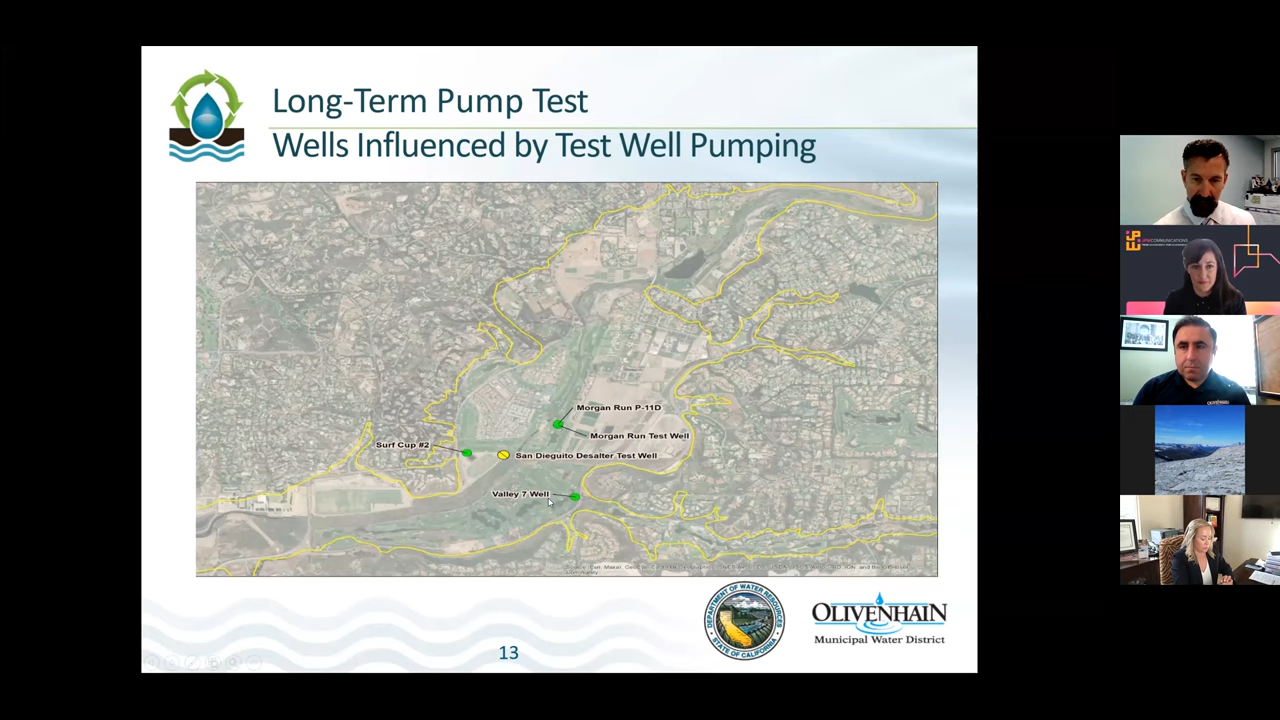 Long-Term Pump Test
Wells Influenced by Test Well Pumping
Morgan Run P-11D
Morgan Run Test Well
Surf Cup #2
San Dieguito Desalter Test Well
Valley 7 Well
DEPARTMENT OF WATER RESOURCES
STATE OF CALIFORNIA
OLIVENHAIN
Municipal Water District
13
JPW COMMUNICATIONS